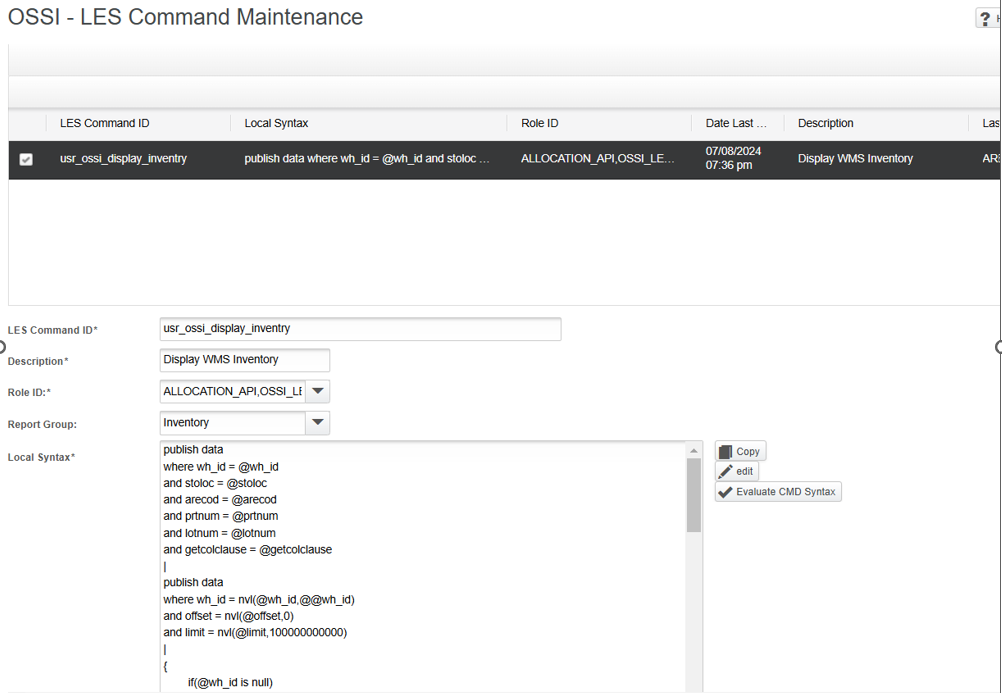 OSSI - LES Command Maintenance
?
LES Command ID Local Syntax Role ID Date Last ... Description Las
usr_ossi_display_inventry publish data where wh_id = @wh_id and stoloc ... ALLOCATION_API,OSSI_LE... 07/08/2024 07:36 pm Display WMS Inventory
LES Command ID* usr_ossi_display_inventry
Description* Display WMS Inventory
Role ID:* ALLOCATION_API,OSSI_LE
Report Group: Inventory
Local Syntax*
publish data
where wh_id = @wh_id
and stoloc = @stoloc
and arecod = @arecod
and prtnum = @prtnum
and lotnum = @lotnum
and getcolclause = @getcolclause
|
publish data
where wh_id = nvl(@wh_id,@@wh_id)
and offset = nvl(@offset,0)
and limit = nvl(@limit,100000000000)
|
{
if(@wh_id is null)
Copy
edit
Evaluate CMD Syntax